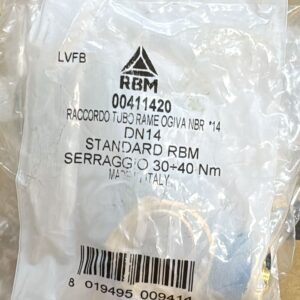 LVFB
RBM
00411420
RACCORDO TUBO RAME OGIVA NBR *14
DN14
STANDARD RBM
SERRAGGIO 30÷40 Nm
MADE IN ITALY
8 019495 009414